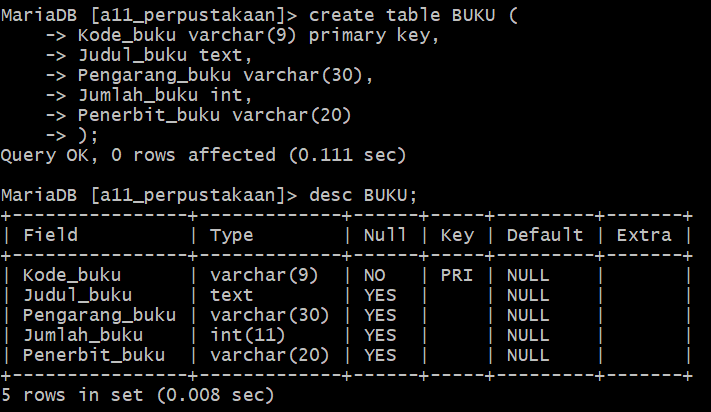 MariaDB [a11_perpustakaan]> create table BUKU (
    -> Kode_buku varchar(9) primary key,
    -> Judul_buku text,
    -> Pengarang_buku varchar(30),
    -> Jumlah_buku int,
    -> Penerbit_buku varchar(20)
    -> );
Query OK, 0 rows affected (0.111 sec)

MariaDB [a11_perpustakaan]> desc BUKU;
+----------------+-------------+------+-----+---------+-------+
| Field          | Type        | Null | Key | Default | Extra |
+----------------+-------------+------+-----+---------+-------+
| Kode_buku      | varchar(9)  | NO   | PRI | NULL    |       |
| Judul_buku     | text        | YES  |     | NULL    |       |
| Pengarang_buku | varchar(30) | YES  |     | NULL    |       |
| Jumlah_buku    | int(11)     | YES  |     | NULL    |       |
| Penerbit_buku  | varchar(20) | YES  |     | NULL    |       |
+----------------+-------------+------+-----+---------+-------+
5 rows in set (0.008 sec)